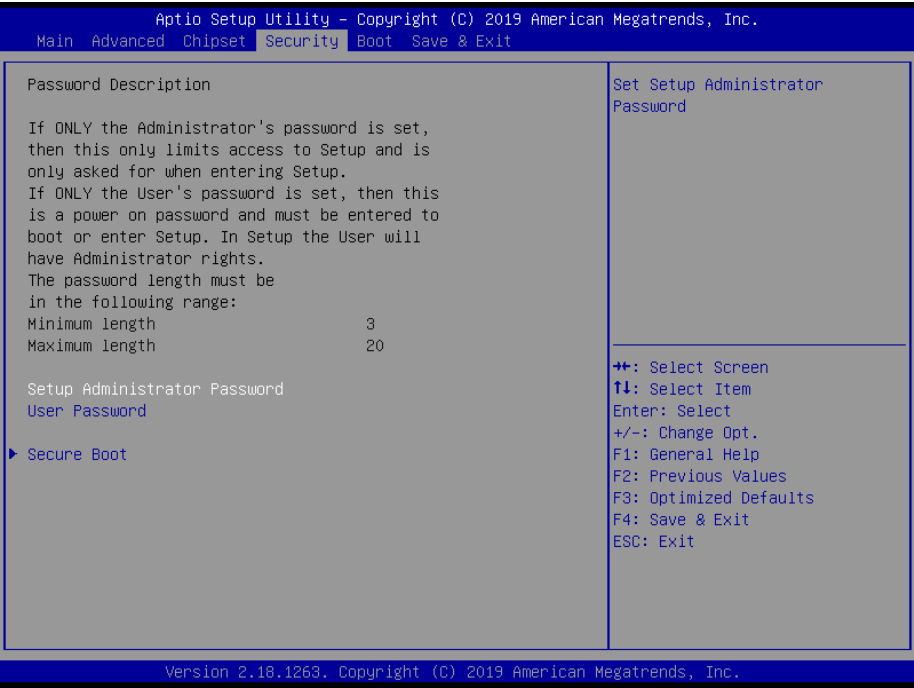 Aptio Setup Utility – Copyright (C) 2019 American Megatrends, Inc.
Main Advanced Chipset Security Boot Save & Exit
Password Description
If ONLY the Administrator's password is set,
then this only limits access to Setup and is
only asked for when entering Setup.
If ONLY the User's password is set, then this
is a power on password and must be entered to
boot or enter Setup. In Setup the User will
have Administrator rights.
The password length must be
in the following range:
Minimum length 3
Maximum length 20
Setup Administrator Password
User Password
Secure Boot
Set Setup Administrator
Password
→←: Select Screen
↑↓: Select Item
Enter: Select
+/-: Change Opt.
F1: General Help
F2: Previous Values
F3: Optimized Defaults
F4: Save & Exit
ESC: Exit
Version 2.18.1263. Copyright (C) 2019 American Megatrends, Inc.